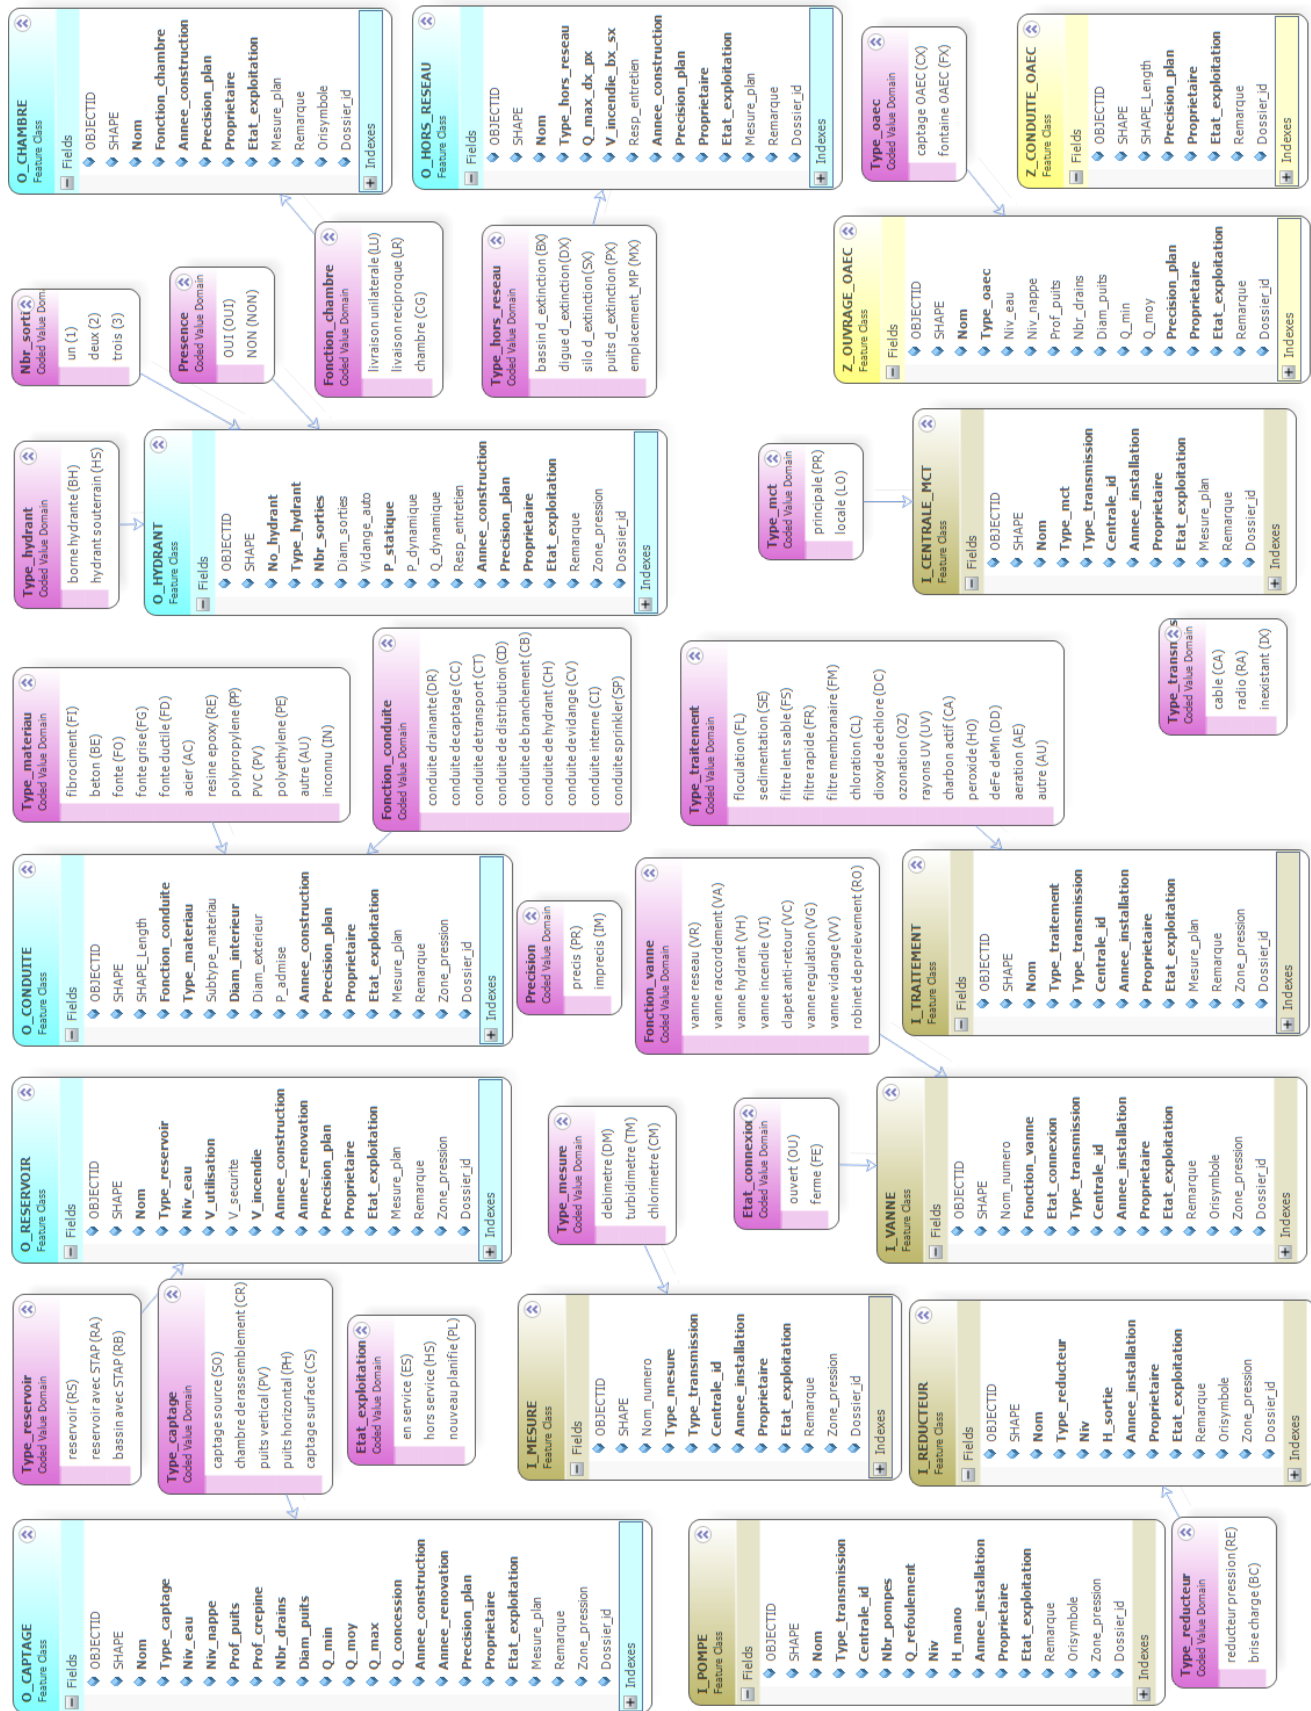 O_CAPTAGE
Feature Class
Fields
OBJECTID
SHAPE
Nom
Type_captage
Niv_eau
Niv_nappe
Prof_puits
Prof_crepine
Nbr_drains
Diam_puits
Q_min
Q_moy
Q_max
Q_concession
Annee_construction
Annee_renovation
Precision_plan
Proprietaire
Etat_exploitation
Mesure_plan
Remarque
Zone_pression
Dossier_id
Indexes
Type_reservoir
Coded Value Domain
reservoir (RS)
reservoir avec STAP (RA)
bassin avec STAP (RB)
Type_captage
Coded Value Domain
captage source (SO)
chambre de rassemblement (CR)
puits vertical (PV)
puits horizontal (PH)
captage surface (CS)
Etat_exploitation
Coded Value Domain
en service (ES)
hors service (HS)
nouveau planifie (PL)
O_RESERVOIR
Feature Class
Fields
OBJECTID
SHAPE
Nom
Type_reservoir
Niv_eau
V_utilisation
V_securite
V_incendie
Annee_construction
Annee_renovation
Precision_plan
Proprietaire
Etat_exploitation
Mesure_plan
Remarque
Zone_pression
Dossier_id
Indexes
O_CONDUITE
Feature Class
Fields
OBJECTID
SHAPE
SHAPE_Length
Fonction_conduite
Type_materiau
Subtype_materiau
Diam_interieur
Diam_exterieur
P_admise
Annee_construction
Precision_plan
Proprietaire
Etat_exploitation
Mesure_plan
Remarque
Zone_pression
Dossier_id
Indexes
Type_materiau
Coded Value Domain
fibrociment (FI)
beton (BE)
fonte (FO)
fonte grise (FG)
fonte ductile (FD)
acier (AC)
resine epoxy (RE)
polypropylene (PP)
PVC (PV)
polyethylene (PE)
autre (AU)
inconnu (IN)
Fonction_conduite
Coded Value Domain
conduite drainante (DR)
conduite de captage (CC)
conduite de transport (CT)
conduite de distribution (CD)
conduite de branchement (CB)
conduite de hydrant (CH)
conduite de vidange (CV)
conduite interne (CI)
conduite sprinkler (SP)
Type_hydrant
Coded Value Domain
borne hydrante (BH)
hydrant souterrain (HS)
O_HYDRANT
Feature Class
Fields
OBJECTID
SHAPE
No_hydrant
Type_hydrant
Nbr_sorties
Diam_sorties
Vidange_auto
P_statique
P_dynamique
Q_dynamique
Resp_entretien
Annee_construction
Precision_plan
Proprietaire
Etat_exploitation
Remarque
Zone_pression
Dossier_id
Indexes
Nbr_sorti
Coded Value Dom
un (1)
deux (2)
trois (3)
Presence
Coded Value Domain
OUI (OUI)
NON (NON)
Fonction_chambre
Coded Value Domain
livraison unilaterale (LU)
livaison reciproque (LR)
chambre (CG)
O_CHAMBRE
Feature Class
Fields
OBJECTID
SHAPE
Nom
Fonction_chambre
Annee_construction
Precision_plan
Proprietaire
Etat_exploitation
Mesure_plan
Remarque
Orisymbole
Dossier_id
Indexes
Type_hors_reseau
Coded Value Domain
bassin d_extinction (BX)
digue d_extinction (DX)
silo d_extinction (SX)
puits d_extinction (PX)
emplacement_MP (MX)
O_HORS_RESEAU
Feature Class
Fields
OBJECTID
SHAPE
Nom
Type_hors_reseau
Q_max_dx_px
V_incendie_bx_sx
Resp_entretien
Annee_construction
Precision_plan
Proprietaire
Etat_exploitation
Mesure_plan
Remarque
Dossier_id
Indexes
Precision
Coded Value Domain
precis (PR)
imprecis (IM)
Type_mesure
Coded Value Domain
debimetre (DM)
turbidimetre (TM)
chlorimetre (CM)
I_MESURE
Feature Class
Fields
OBJECTID
SHAPE
Nom_numero
Type_mesure
Type_transmission
Centrale_id
Annee_installation
Proprietaire
Etat_exploitation
Remarque
Zone_pression
Dossier_id
Indexes
Fonction_vanne
Coded Value Domain
vanne reseau (VR)
vanne raccordement (VA)
vanne hydrant (VH)
vanne incendie (VI)
clapet anti-retour (VC)
vanne regulation (VG)
vanne vidange (VV)
robinet de prelevement (RO)
Etat_connexio
Coded Value Domain
ouvert (OU)
ferme (FE)
I_POMPE
Feature Class
Fields
OBJECTID
SHAPE
Nom
Type_transmission
Centrale_id
Nbr_pompes
Q_refoulement
Niv
H_mano
Annee_installation
Proprietaire
Etat_exploitation
Remarque
Orisymbole
Zone_pression
Dossier_id
Indexes
Type_traitement
Coded Value Domain
floculation (FL)
sedimentation (SE)
filtre lent sable (FS)
filtre rapide (FR)
filtre membranaire (FM)
chloration (CL)
dioxyde de chlore (DC)
ozonation (OZ)
rayons UV (UV)
charbon actif (CA)
peroxide (HO)
deFe deMn (DD)
aeration (AE)
autre (AU)
Type_mct
Coded Value Domain
principale (PR)
locale (LO)
I_VANNE
Feature Class
Fields
OBJECTID
SHAPE
Nom_numero
Fonction_vanne
Etat_connexion
Type_transmission
Centrale_id
Annee_installation
Proprietaire
Etat_exploitation
Remarque
Orisymbole
Zone_pression
Dossier_id
Indexes
I_REDUCTEUR
Feature Class
Fields
OBJECTID
SHAPE
Nom
Type_reducteur
Niv
H_sortie
Annee_installation
Proprietaire
Etat_exploitation
Remarque
Orisymbole
Zone_pression
Dossier_id
Indexes
I_TRAITEMENT
Feature Class
Fields
OBJECTID
SHAPE
Nom
Type_traitement
Type_transmission
Centrale_id
Annee_installation
Proprietaire
Etat_exploitation
Mesure_plan
Remarque
Zone_pression
Dossier_id
Indexes
I_CENTRALE_MCT
Feature Class
Fields
OBJECTID
SHAPE
Nom
Type_mct
Type_transmission
Centrale_id
Annee_installation
Proprietaire
Etat_exploitation
Mesure_plan
Remarque
Dossier_id
Indexes
Z_OUVRAGE_OAEC
Feature Class
Fields
OBJECTID
SHAPE
Nom
Type_oaec
Niv_eau
Niv_nappe
Prof_puits
Nbr_drains
Diam_puits
Q_min
Q_moy
Precision_plan
Proprietaire
Etat_exploitation
Remarque
Dossier_id
Indexes
Type_oaec
Coded Value Domain
captage OAEC (CX)
fontaine OAEC (FX)
Z_CONDUITE_OAEC
Feature Class
Fields
OBJECTID
SHAPE
SHAPE_Length
Precision_plan
Proprietaire
Etat_exploitation
Remarque
Dossier_id
Indexes
Type_reducteur
Coded Value Domain
reducteur pression (RE)
brise charge (BC)
Type_transmis
Coded Value Domain
cable (CA)
radio (RA)
inexistant (IX)